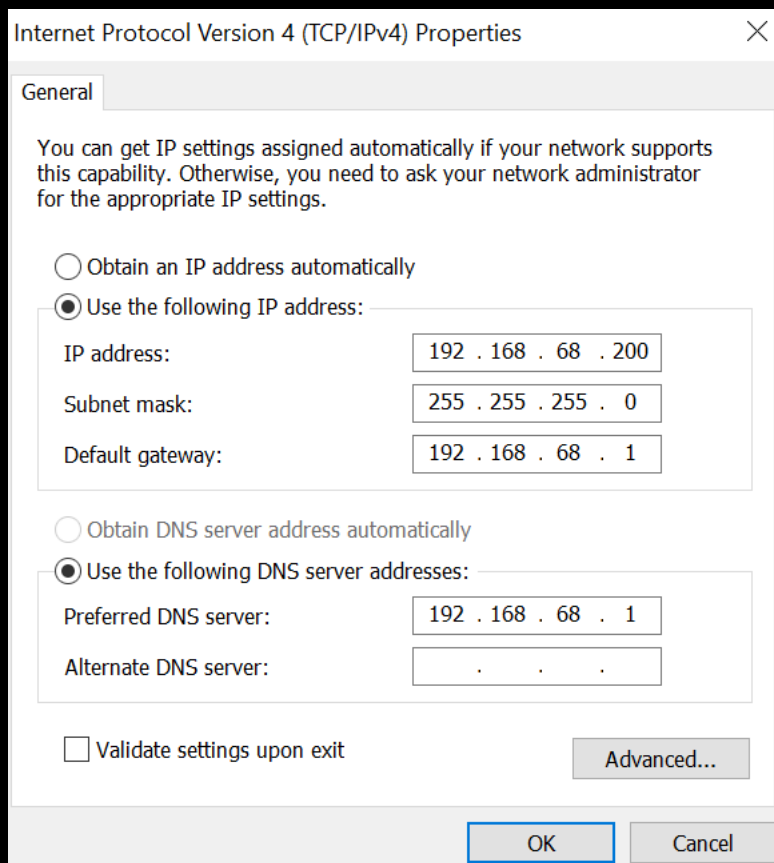 Internet Protocol Version 4 (TCP/IPv4) Properties
General
You can get IP settings assigned automatically if your network supports
this capability. Otherwise, you need to ask your network administrator
for the appropriate IP settings.
Obtain an IP address automatically
Use the following IP address:
IP address: 192 . 168 . 68 . 200
Subnet mask: 255 . 255 . 255 . 0
Default gateway: 192 . 168 . 68 . 1
Obtain DNS server address automatically
Use the following DNS server addresses:
Preferred DNS server: 192 . 168 . 68 . 1
Alternate DNS server: . . .
Validate settings upon exit
Advanced...
OK Cancel